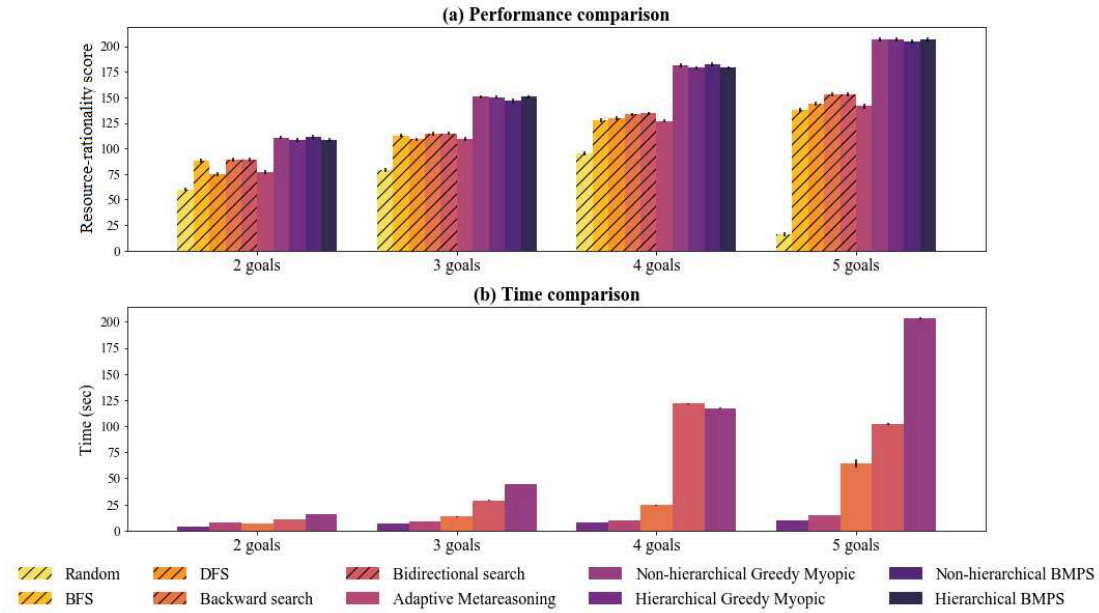 (a) Performance comparison
Resource-rationality score
200
175
150
125
100
75
50
25
0
2 goals 3 goals 4 goals 5 goals
(b) Time comparison
Time (sec)
200
175
150
125
100
75
50
25
0
2 goals 3 goals 4 goals 5 goals
Random DFS Bidirectional search Non-hierarchical Greedy Myopic Non-hierarchical BMPS
BFS Backward search Adaptive Metareasoning Hierarchical Greedy Myopic Hierarchical BMPS